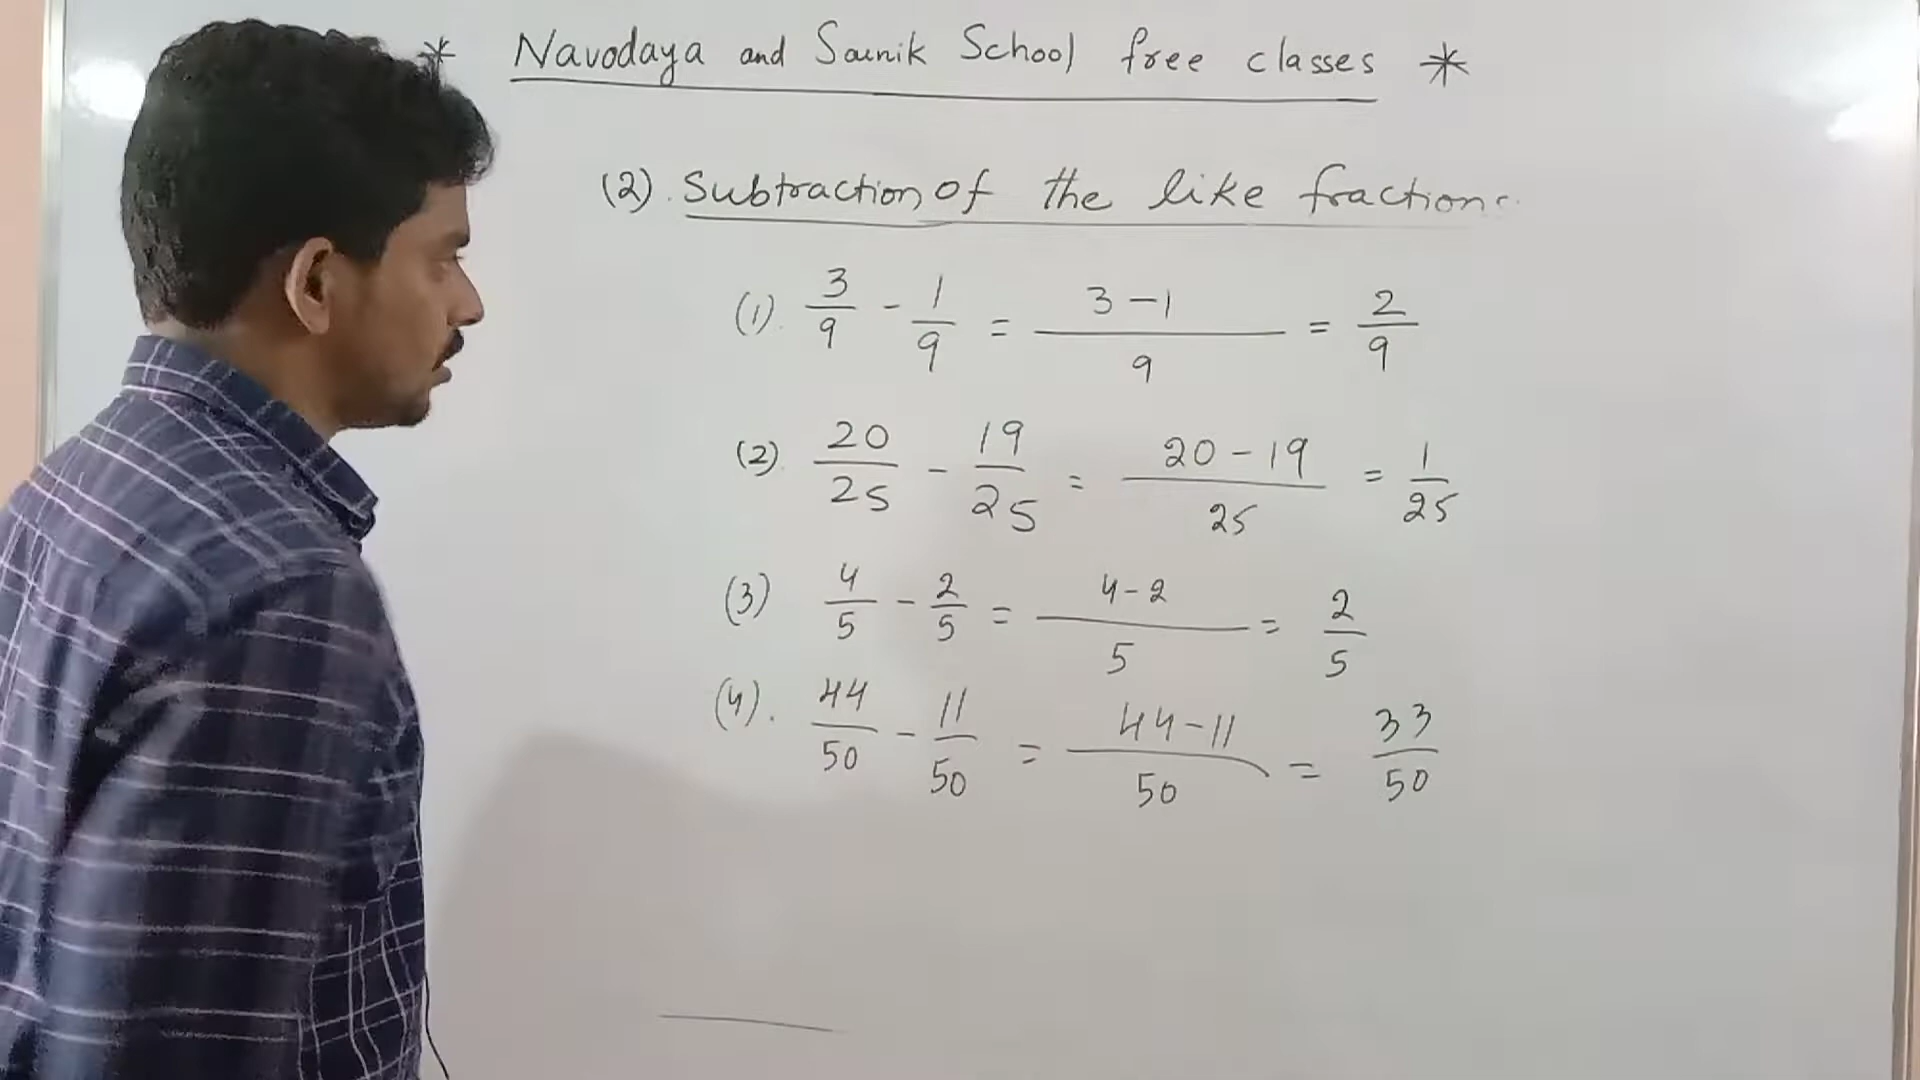 * Navodaya and Sainik School free classes *
(2). Subtraction of the like fractions.
(1). 3/9 - 1/9 = 3-1/9 = 2/9
(2). 20/25 - 19/25 = 20-19/25 = 1/25
(3) 4/5 - 2/5 = 4-2/5 = 2/5
(4). 44/50 - 11/50 = 44-11/50 = 33/50